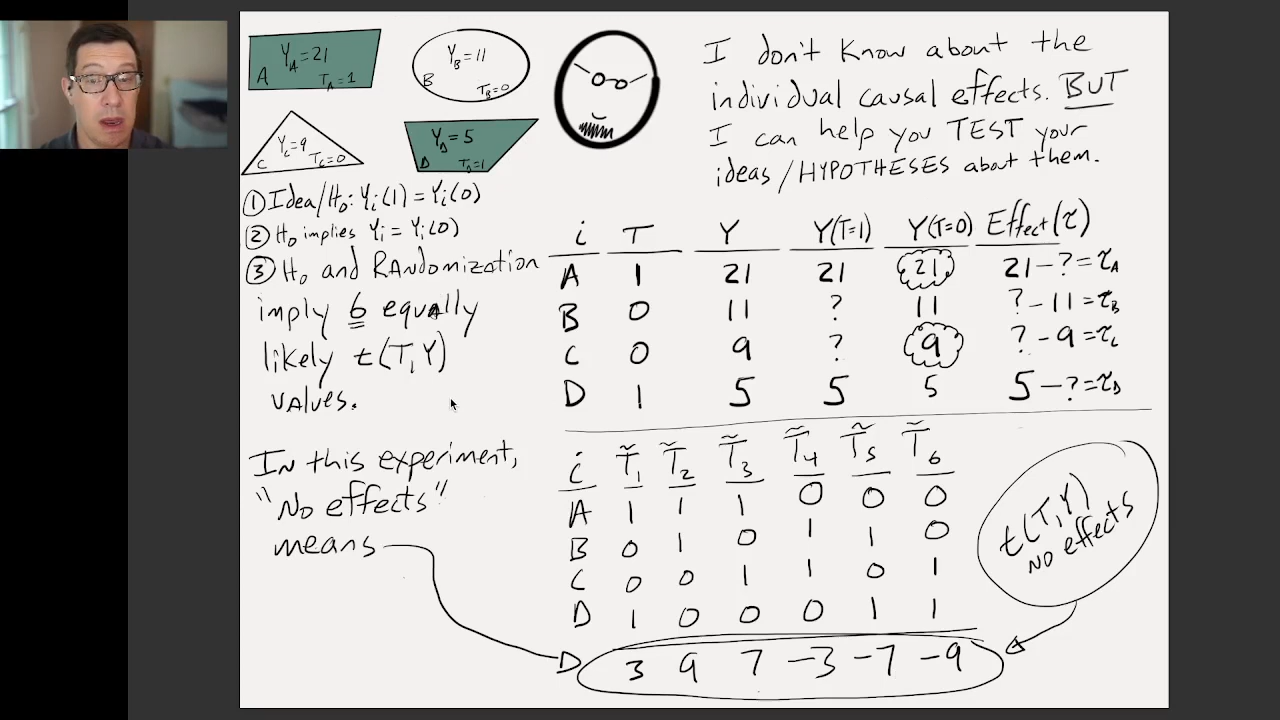 Y_A=21
A T_A=1
Y_B=11
B T_B=0
Y_C=9
C T_C=0
Y_D=5
D T_D=1
I don't know about the
individual causal effects. BUT
I can help you TEST your
ideas/HYPOTHESES about them.
① Idea/H₀: Yi(1)=Yi(0)
② H₀ implies Yi=Yi(0)
③ H₀ and RAndomization
imply 6 equAlly
likely t(T,Y)
vAlues.
i T Y Y(T=1) Y(T=0) Effect(τ)
A 1 21 21 21 21-?=τ_A
B 0 11 ? 11 ?-11=τ_B
C 0 9 ? 9 ?-9=τ_C
D 1 5 5 5 5-?=τ_D
In this experiment,
"No effects"
means
i T̃₁ T̃₂ T̃₃ T̃₄ T̃₅ T̃₆
A 1 1 1 0 0 0
B 0 1 0 1 1 0
C 0 0 1 1 0 1
D 1 0 0 0 1 1
3 9 7 -3 -7 -9
t(T,Y)
NO effects